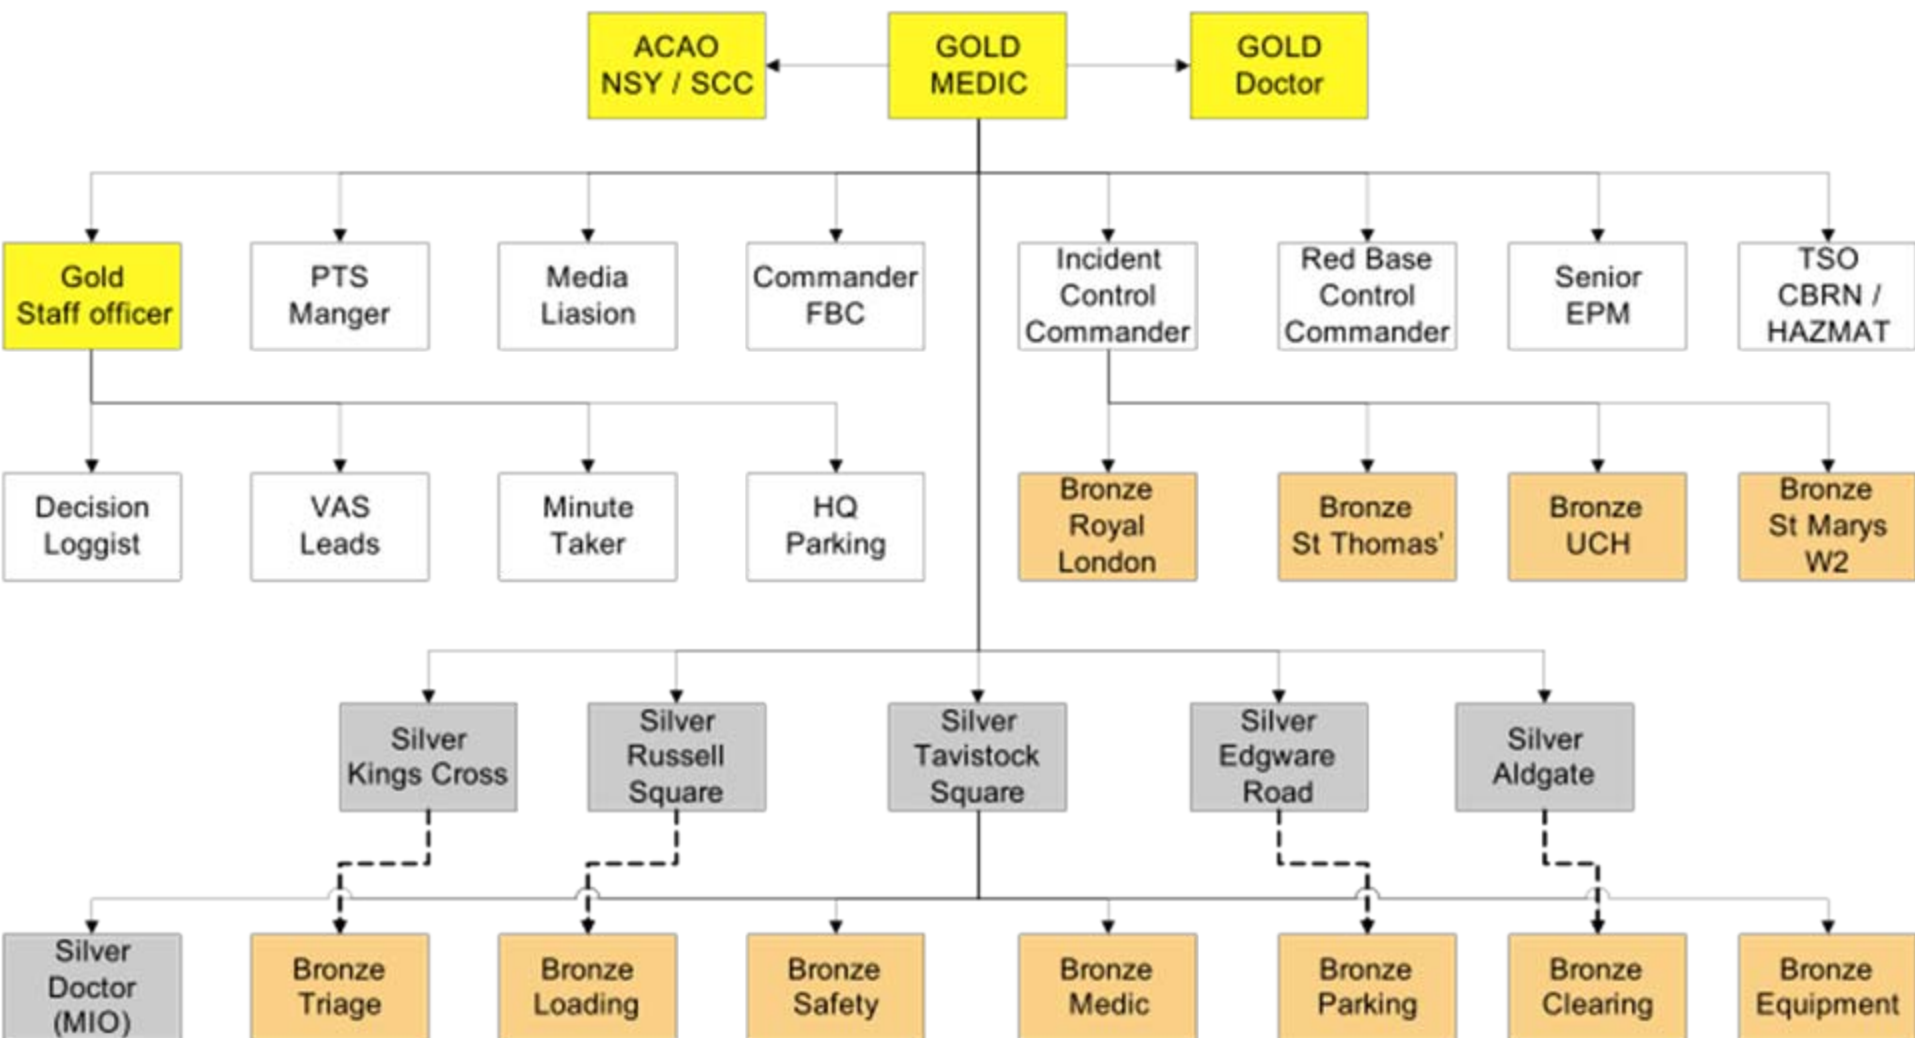 ACAO
NSY / SCC
GOLD
MEDIC
GOLD
Doctor
Gold
Staff officer
PTS
Manger
Media
Liasion
Commander
FBC
Incident
Control
Commander
Red Base
Control
Commander
Senior
EPM
TSO
CBRN /
HAZMAT
Decision
Loggist
VAS
Leads
Minute
Taker
HQ
Parking
Bronze
Royal
London
Bronze
St Thomas'
Bronze
UCH
Bronze
St Marys
W2
Silver
Kings Cross
Silver
Russell
Square
Silver
Tavistock
Square
Silver
Edgware
Road
Silver
Aldgate
Silver
Doctor
(MIO)
Bronze
Triage
Bronze
Loading
Bronze
Safety
Bronze
Medic
Bronze
Parking
Bronze
Clearing
Bronze
Equipment